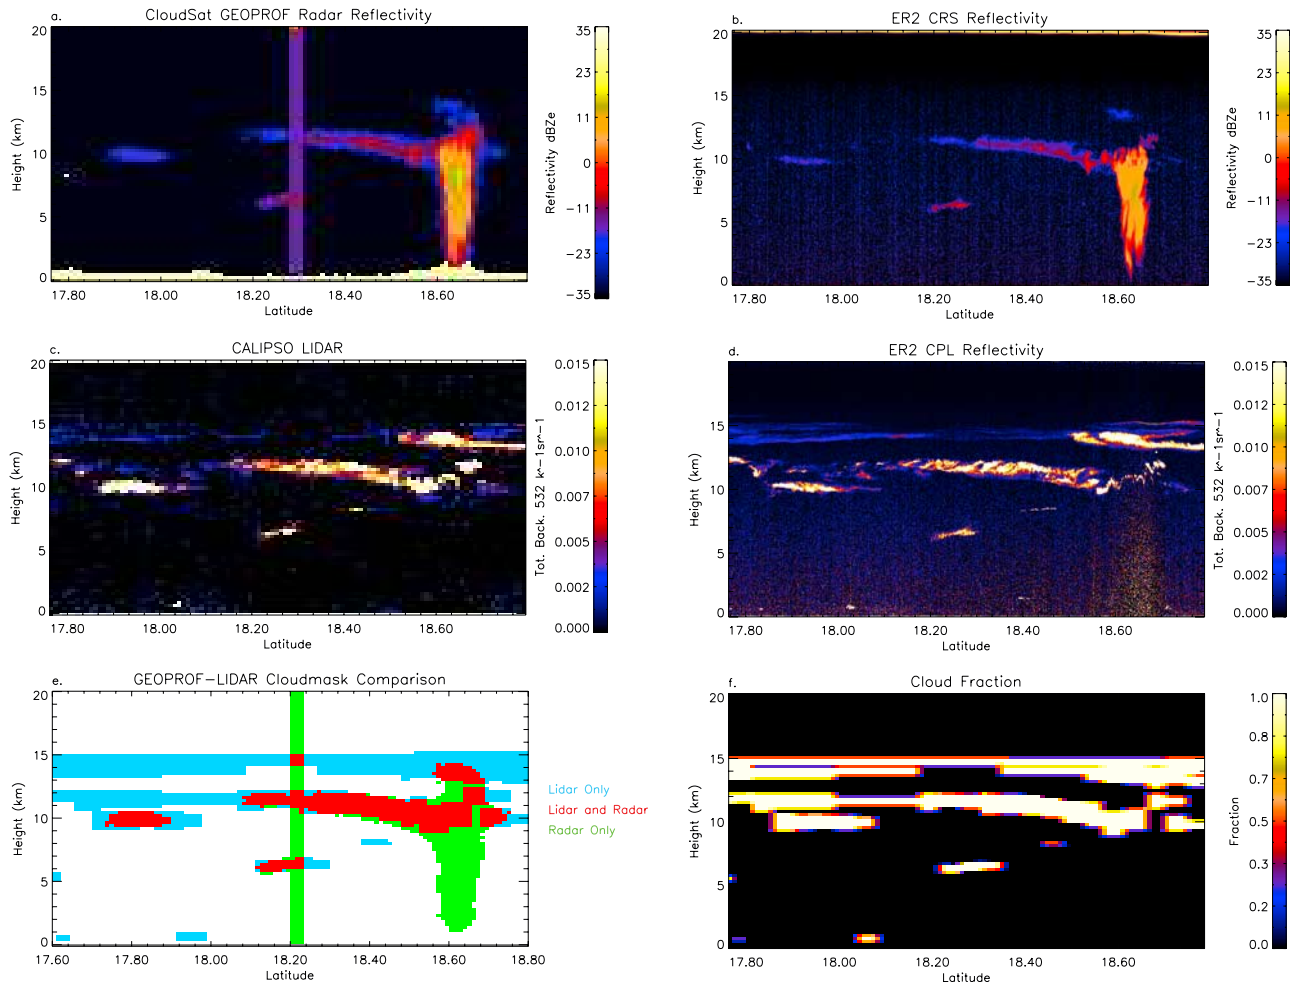 a.
CloudSat GEOPROF Radar Reflectivity
20
15
10
5
0
Height (km)
17.80 18.00 18.20 18.40 18.60
Latitude
35
23
11
0
−11
−23
−35
Reflectivity dBZe
b.
ER2 CRS Reflectivity
20
15
10
5
0
Height (km)
17.80 18.00 18.20 18.40 18.60
Latitude
35
23
11
0
−11
−23
−35
Reflectivity dBZe
c.
CALIPSO LIDAR
20
15
10
5
0
Height (km)
17.80 18.00 18.20 18.40 18.60
Latitude
0.015
0.012
0.010
0.007
0.005
0.002
0.000
Tot. Back. 532 k^−1sr^−1
d.
ER2 CPL Reflectivity
20
15
10
5
0
Height (km)
17.80 18.00 18.20 18.40 18.60
Latitude
0.015
0.012
0.010
0.007
0.005
0.002
0.000
Tot. Back. 532 k^−1sr^−1
e.
GEOPROF−LIDAR Cloudmask Comparison
20
15
10
5
0
Height (km)
17.60 17.80 18.00 18.20 18.40 18.60 18.80
Latitude
Lidar Only
Lidar and Radar
Radar Only
f.
Cloud Fraction
20
15
10
5
0
Height (km)
17.80 18.00 18.20 18.40 18.60
Latitude
1.0
0.8
0.7
0.5
0.3
0.2
0.0
Fraction